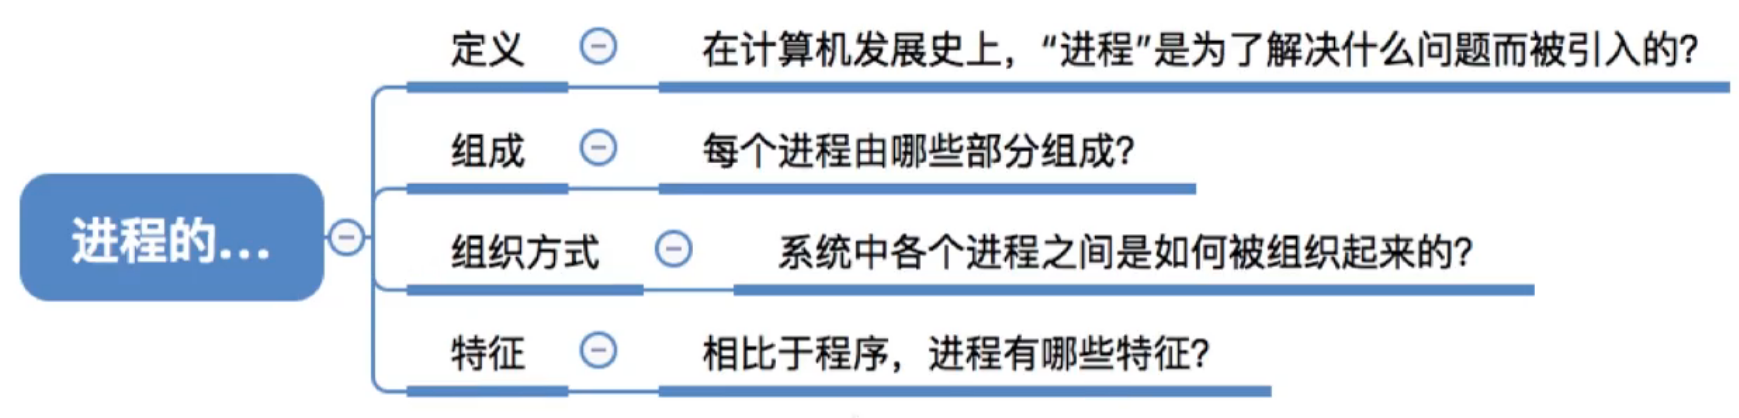 进程的...
定义
在计算机发展史上，“进程”是为了解决什么问题而被引入的？
组成
每个进程由哪些部分组成？
组织方式
系统中各个进程之间是如何被组织起来的？
特征
相比于程序，进程有哪些特征？